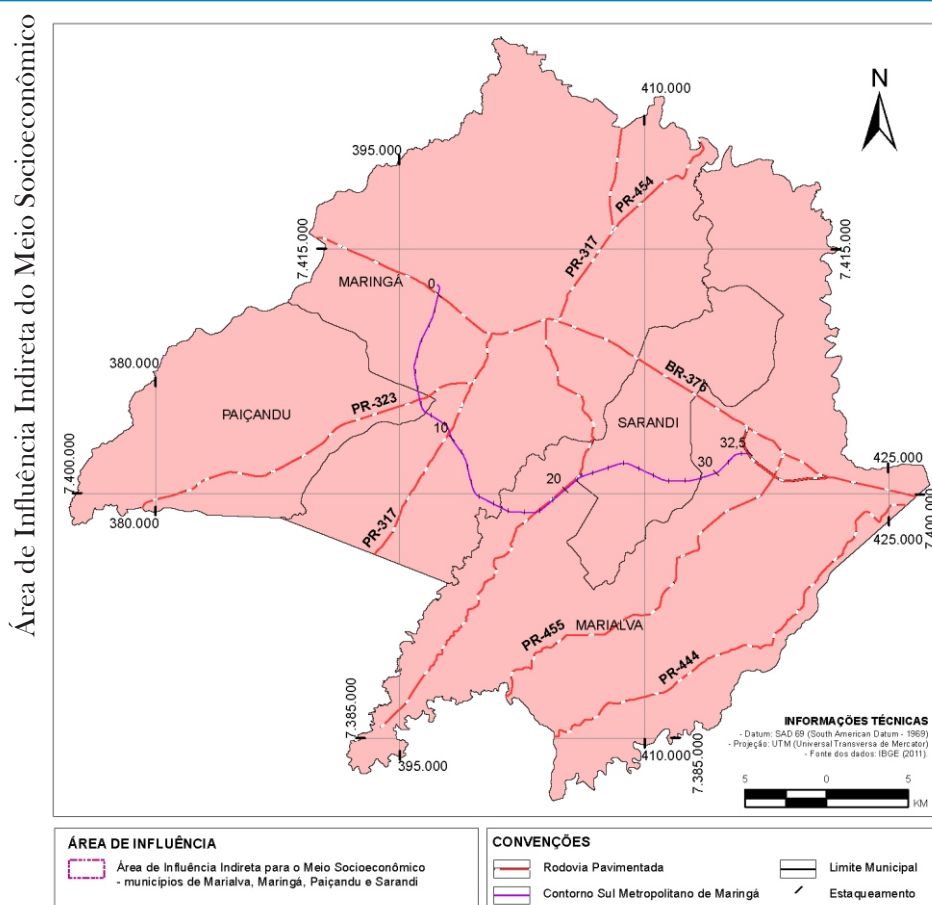 Área de Influência Indireta do Meio Socioeconômico
N
410.000
395.000
PR-454
7.415.000
PR-317
7.415.000
MARINGÁ
0
380.000
BR-376
PR-323
PAIÇANDU
SARANDI
10
32,5
7.400.000
20
30
425.000
380.000
PR-317
425.000
7.400.000
MARIALVA
PR-455
PR-444
7.385.000
395.000
410.000
7.385.000
INFORMAÇÕES TÉCNICAS
- Datum: SAD 69 (South American Datum - 1969)
- Projeção: UTM (Universal Transversa de Mercator)
- Fonte dos dados: IBGE (2011).
5 0 5
KM
ÁREA DE INFLUÊNCIA
Área de Influência Indireta para o Meio Socioeconômico
- municípios de Marialva, Maringá, Paiçandu e Sarandi
CONVENÇÕES
Rodovia Pavimentada
Limite Municipal
Contorno Sul Metropolitano de Maringá
Estaqueamento